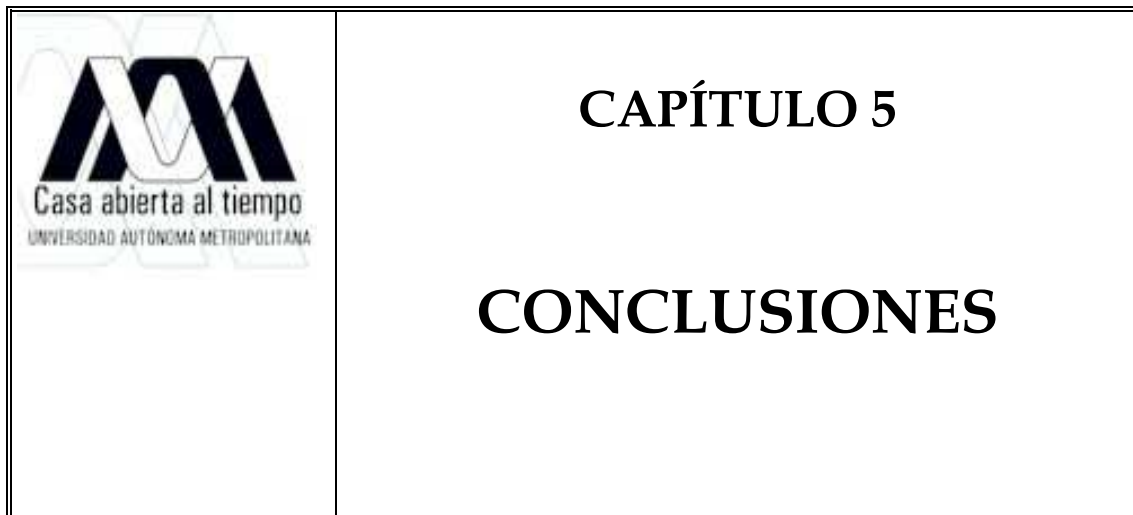 Casa abierta al tiempo
UNIVERSIDAD AUTÓNOMA METROPOLITANA
CAPÍTULO 5
CONCLUSIONES